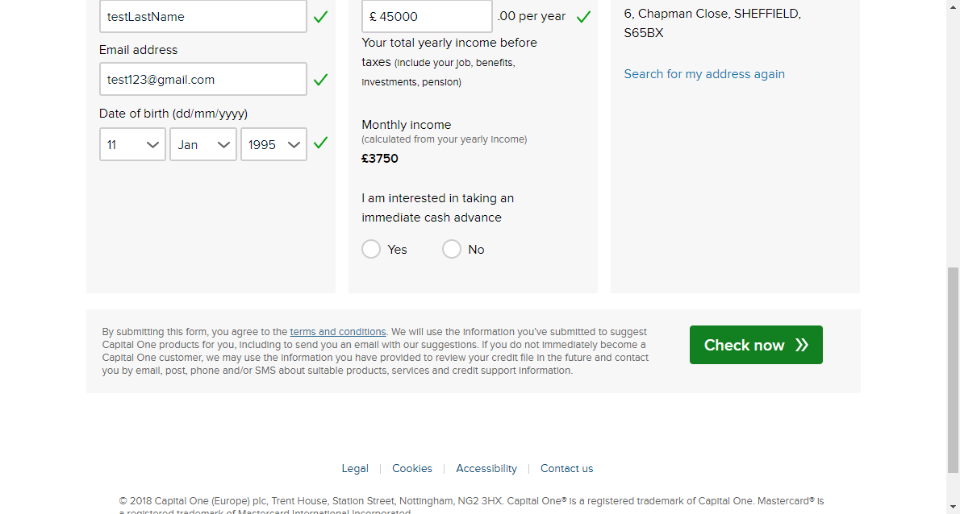 testLastName
Email address
test123@gmail.com
Date of birth (dd/mm/yyyy)
11 Jan 1995
£ 45000 .00 per year
Your total yearly income before
taxes (include your job, benefits,
investments, pension)
Monthly income
(calculated from your yearly income)
£3750
I am interested in taking an
immediate cash advance
Yes No
6, Chapman Close, SHEFFIELD,
S65BX
Search for my address again
By submitting this form, you agree to the terms and conditions. We will use the information you've submitted to suggest
Capital One products for you, including to send you an email with our suggestions. If you do not immediately become a
Capital One customer, we may use the information you have provided to review your credit file in the future and contact
you by email, post, phone and/or SMS about suitable products, services and credit support information.
Check now
Legal | Cookies | Accessibility | Contact us
© 2018 Capital One (Europe) plc, Trent House, Station Street, Nottingham, NG2 3HX. Capital One® is a registered trademark of Capital One. Mastercard® is
a registered trademark of Mastercard International Incorporated.